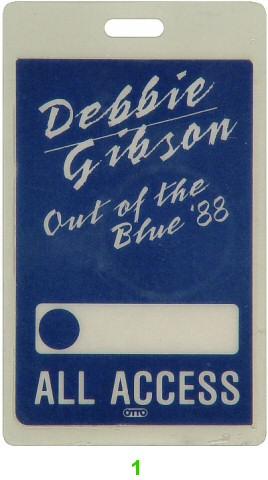 Debbie
Gibson
Out of the
Blue '88
ALL ACCESS
OTTO
1